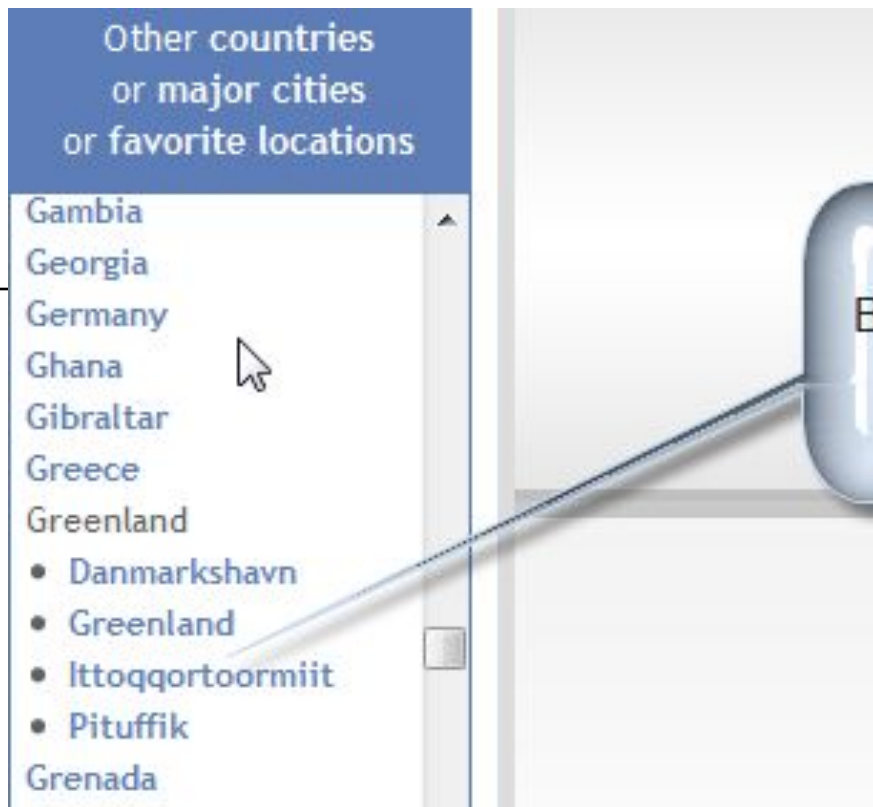 Other countries
or major cities
or favorite locations
Gambia
Georgia
Germany
Ghana
Gibraltar
Greece
Greenland
• Danmarkshavn
• Greenland
• Ittoqqortoormiit
• Pituffik
Grenada